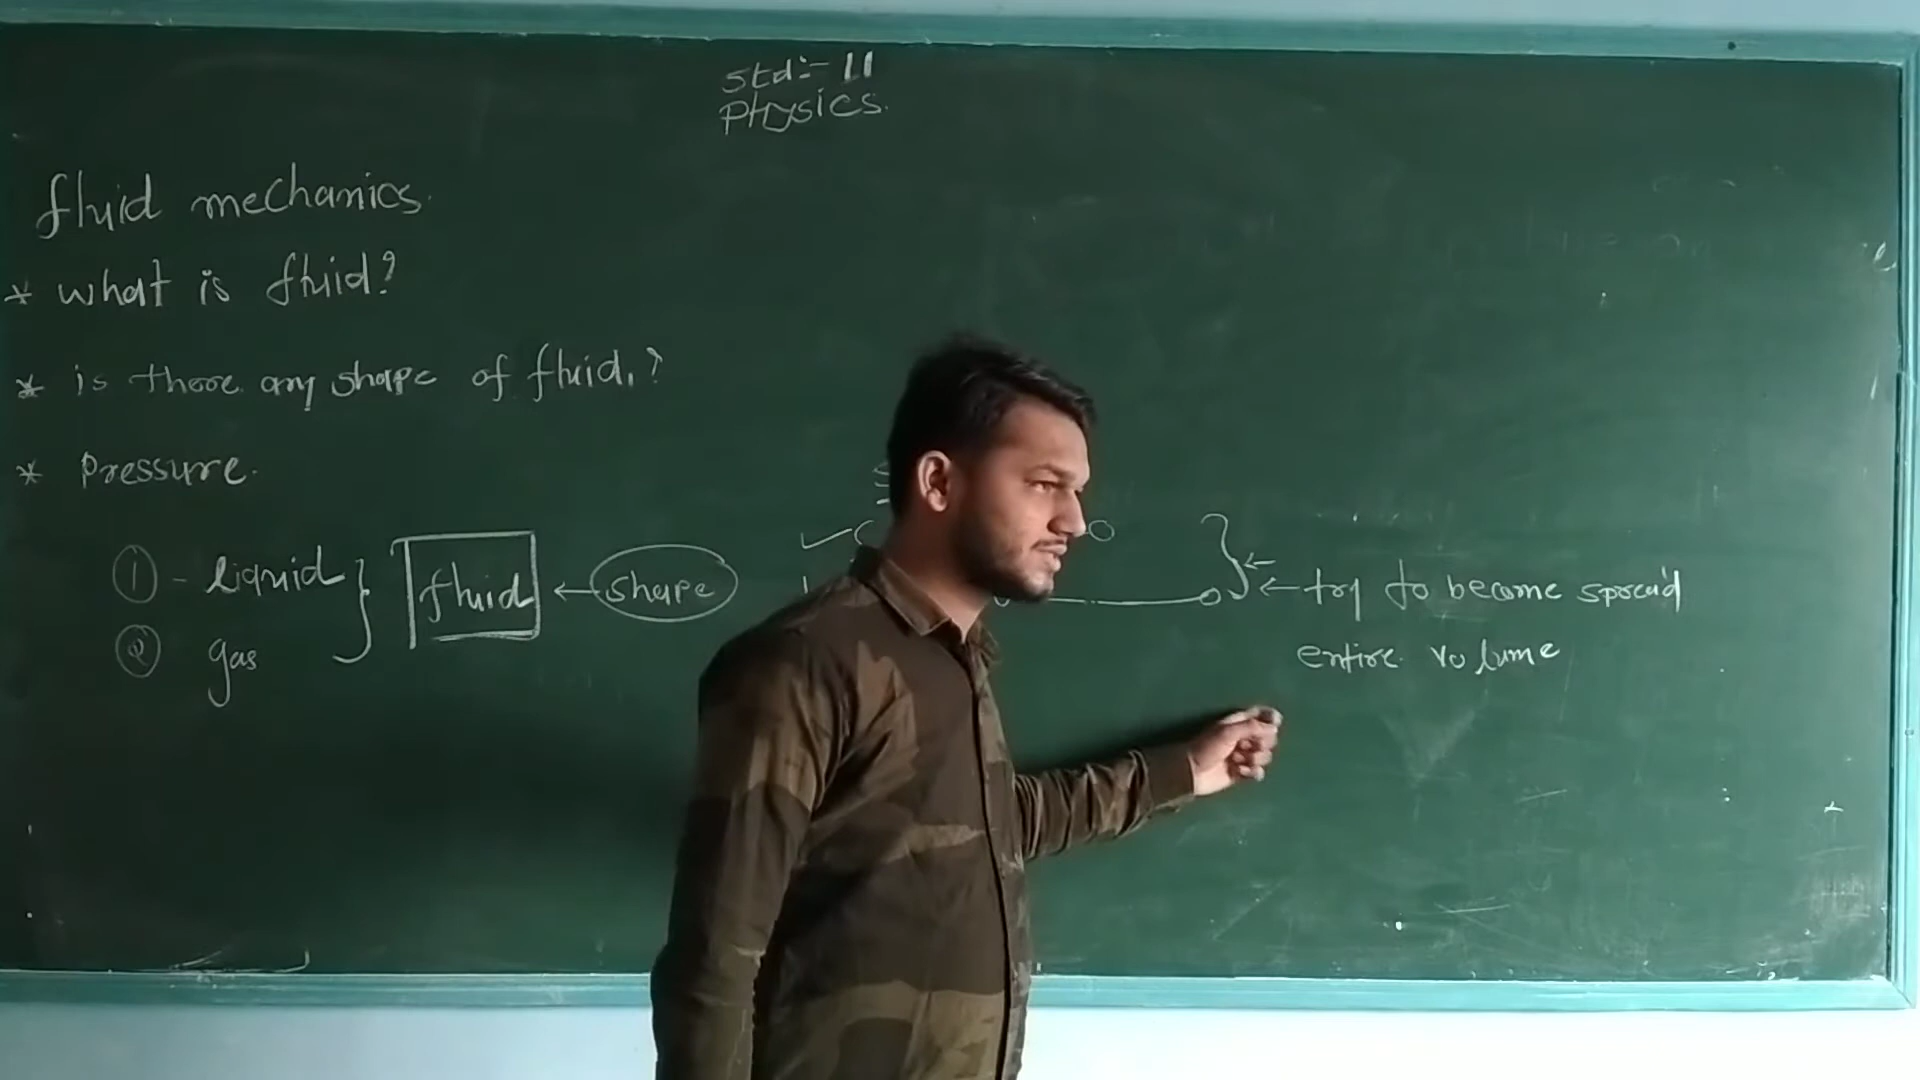 Std:- 11
Physics.
fluid mechanics.
* what is fluid?
* is there any shape of fluid.?
* Pressure.
① - liquid } fluid ← shape
② gas
← try to become spread
entire volume